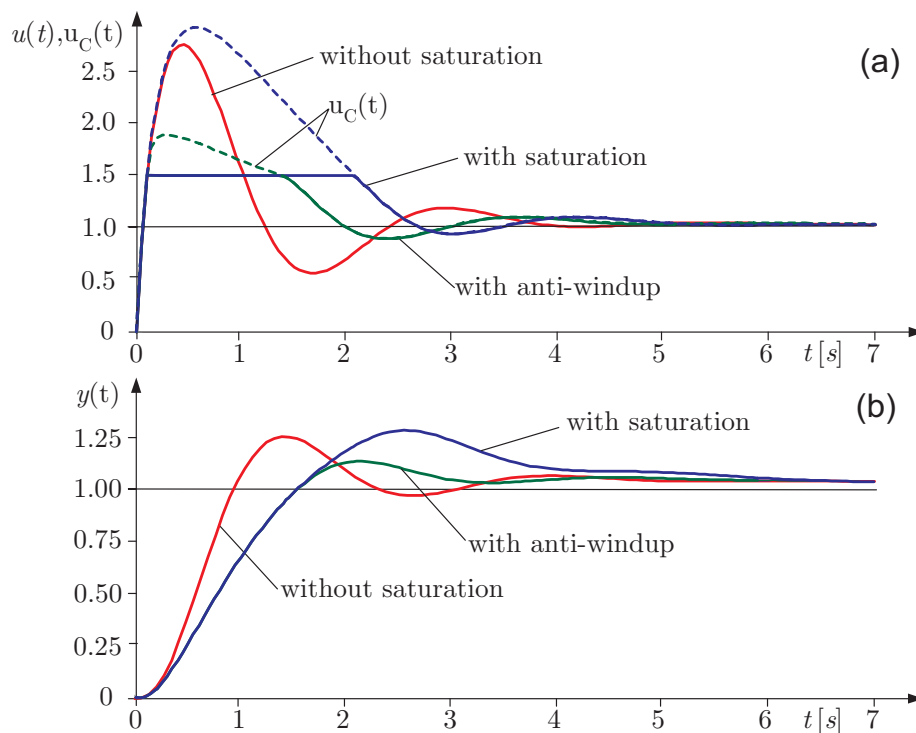 u(t),u_C(t)
(a)
without saturation
2.5
u_C(t)
2.0
with saturation
1.5
1.0
with anti-windup
0.5
0
0 1 2 3 4 5 6 t[s] 7
y(t)
(b)
with saturation
1.25
1.00
with anti-windup
0.75
without saturation
0.50
0.25
0
0 1 2 3 4 5 6 t[s] 7